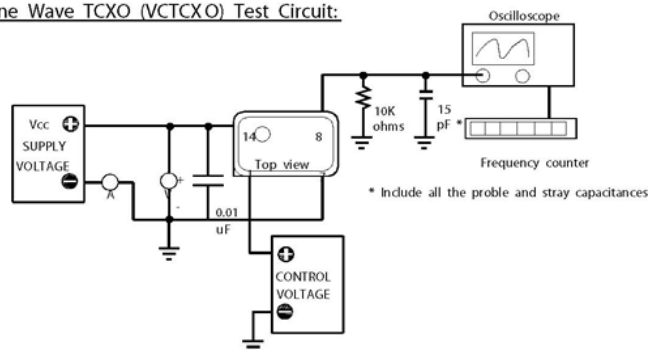 ne Wave TCXO (VCTCXO) Test Circuit:
Oscilloscope
Vcc
SUPPLY
VOLTAGE
A
+
-
0.01
uF
14
8
Top view
10K
ohms
15
pF *
Frequency counter
* Include all the proble and stray capacitances
CONTROL
VOLTAGE